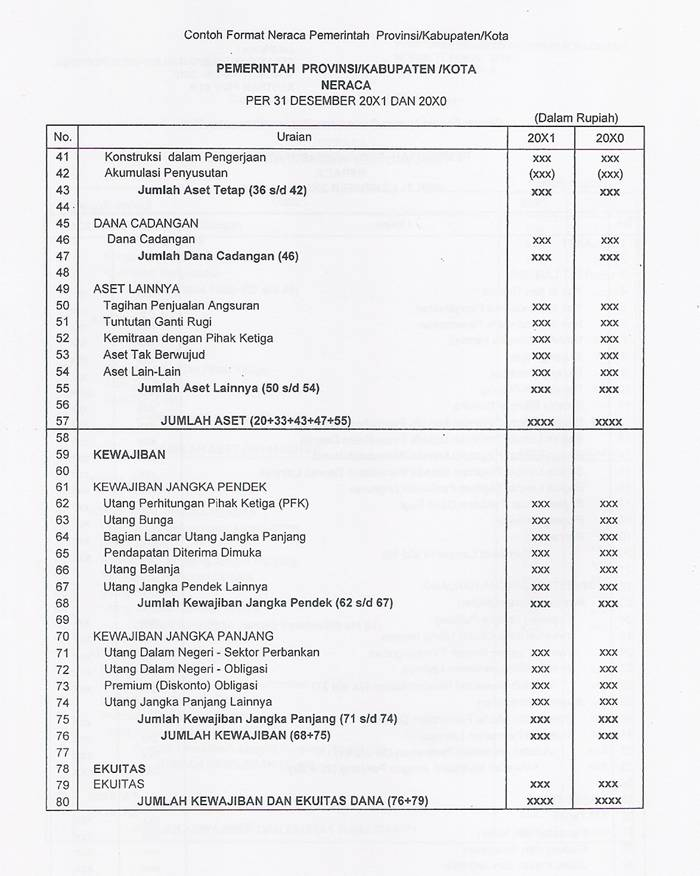 Contoh Format Neraca Pemerintah Provinsi/Kabupaten/Kota
PEMERINTAH PROVINSI/KABUPATEN /KOTA
NERACA
PER 31 DESEMBER 20X1 DAN 20X0
(Dalam Rupiah)
No. Uraian 20X1 20X0
41 Konstruksi dalam Pengerjaan xxx xxx
42 Akumulasi Penyusutan (xxx) (xxx)
43 Jumlah Aset Tetap (36 s/d 42) xxx xxx
44
45 DANA CADANGAN
46 Dana Cadangan xxx xxx
47 Jumlah Dana Cadangan (46) xxx xxx
48
49 ASET LAINNYA
50 Tagihan Penjualan Angsuran xxx xxx
51 Tuntutan Ganti Rugi xxx xxx
52 Kemitraan dengan Pihak Ketiga xxx xxx
53 Aset Tak Berwujud xxx xxx
54 Aset Lain-Lain xxx xxx
55 Jumlah Aset Lainnya (50 s/d 54) xxx xxx
56
57 JUMLAH ASET (20+33+43+47+55) xxxx xxxx
58
59 KEWAJIBAN
60
61 KEWAJIBAN JANGKA PENDEK
62 Utang Perhitungan Pihak Ketiga (PFK) xxx xxx
63 Utang Bunga xxx xxx
64 Bagian Lancar Utang Jangka Panjang xxx xxx
65 Pendapatan Diterima Dimuka xxx xxx
66 Utang Belanja xxx xxx
67 Utang Jangka Pendek Lainnya xxx xxx
68 Jumlah Kewajiban Jangka Pendek (62 s/d 67) xxx xxx
69
70 KEWAJIBAN JANGKA PANJANG
71 Utang Dalam Negeri - Sektor Perbankan xxx xxx
72 Utang Dalam Negeri - Obligasi xxx xxx
73 Premium (Diskonto) Obligasi xxx xxx
74 Utang Jangka Panjang Lainnya xxx xxx
75 Jumlah Kewajiban Jangka Panjang (71 s/d 74) xxx xxx
76 JUMLAH KEWAJIBAN (68+75) xxx xxx
77
78 EKUITAS
79 EKUITAS xxx xxx
80 JUMLAH KEWAJIBAN DAN EKUITAS DANA (76+79) xxxx xxxx